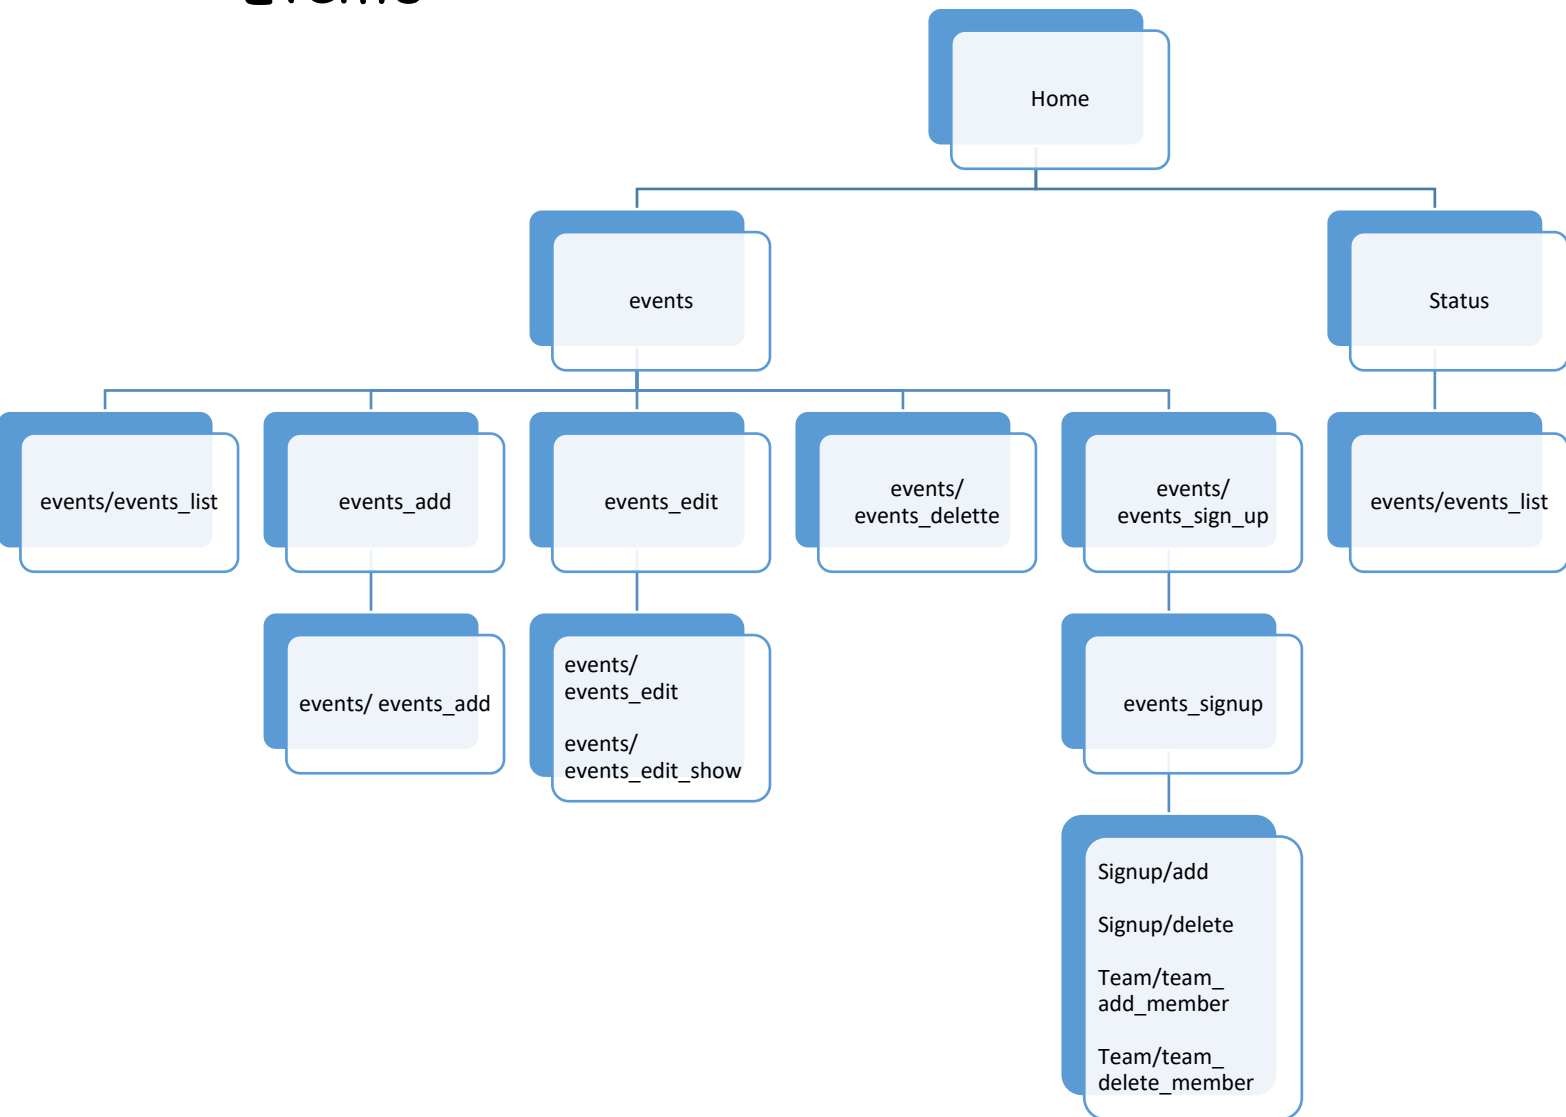 Home
events
Status
events/events_list
events_add
events_edit
events/
events_delette
events/
events_sign_up
events/events_list
events/ events_add
events/
events_edit
events/
events_edit_show
events_signup
Signup/add
Signup/delete
Team/team_
add_member
Team/team_
delete_member